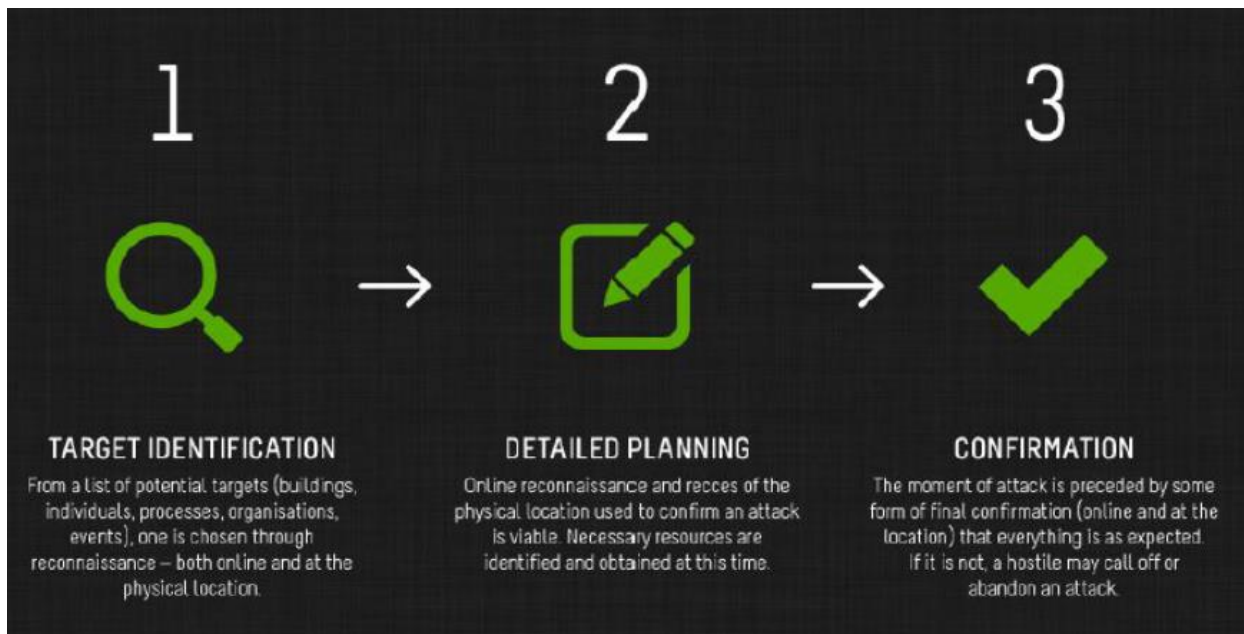 1
2
3
TARGET IDENTIFICATION
From a list of potential targets (buildings,
individuals, processes, organisations,
events), one is chosen through
reconnaissance – both online and at the
physical location.
DETAILED PLANNING
Online reconnaissance and recces of the
physical location used to confirm an attack
is viable. Necessary resources are
identified and obtained at this time.
CONFIRMATION
The moment of attack is preceded by some
form of final confirmation (online and at the
location) that everything is as expected.
If it is not, a hostile may call off or
abandon an attack.